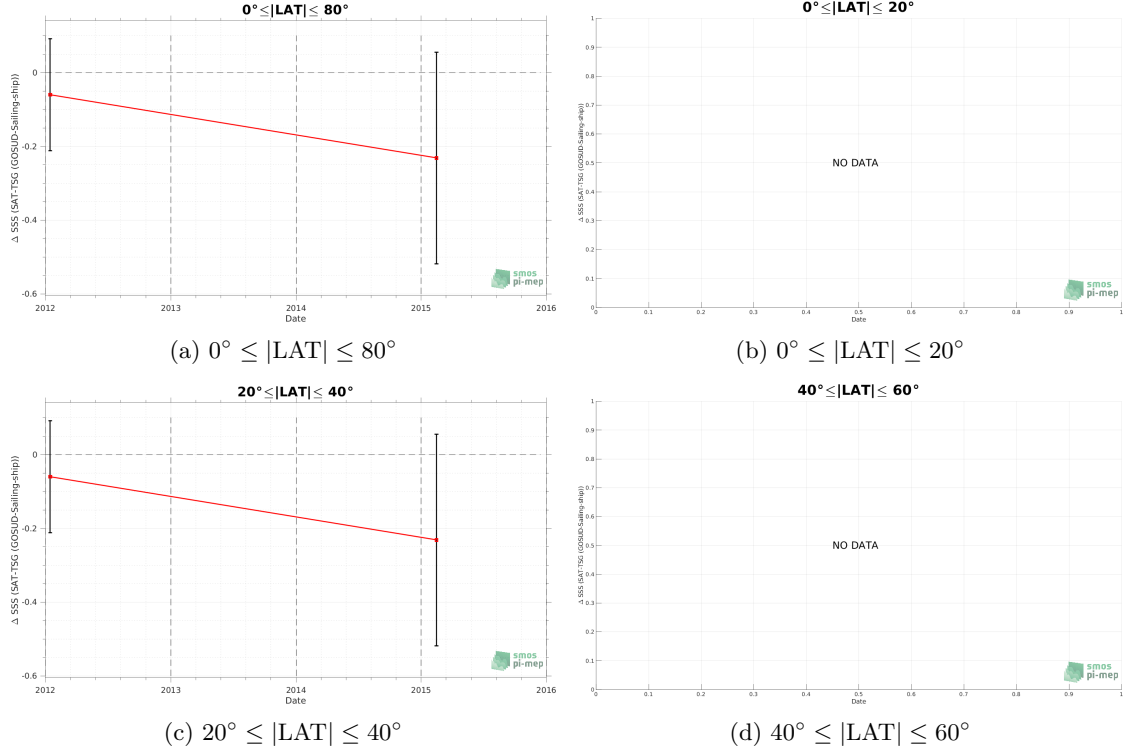 0°≤|LAT|≤ 80°
Δ SSS (SAT-TSG (GOSUD-Sailing-ship))
0
-0.2
-0.4
-0.6
2012 2013 2014 2015 2016
Date
smos
pi-mep
(a) 0° ≤ |LAT| ≤ 80°
0°≤|LAT|≤ 20°
Δ SSS (SAT-TSG (GOSUD-Sailing-ship))
1
0.9
0.8
0.7
0.6
0.5
0.4
0.3
0.2
0.1
0
NO DATA
0 0.1 0.2 0.3 0.4 0.5 0.6 0.7 0.8 0.9 1
Date
smos
pi-mep
(b) 0° ≤ |LAT| ≤ 20°
20°≤|LAT|≤ 40°
Δ SSS (SAT-TSG (GOSUD-Sailing-ship))
0
-0.2
-0.4
-0.6
2012 2013 2014 2015 2016
Date
smos
pi-mep
(c) 20° ≤ |LAT| ≤ 40°
40°≤|LAT|≤ 60°
Δ SSS (SAT-TSG (GOSUD-Sailing-ship))
1
0.9
0.8
0.7
0.6
0.5
0.4
0.3
0.2
0.1
0
NO DATA
0 0.1 0.2 0.3 0.4 0.5 0.6 0.7 0.8 0.9 1
Date
smos
pi-mep
(d) 40° ≤ |LAT| ≤ 60°